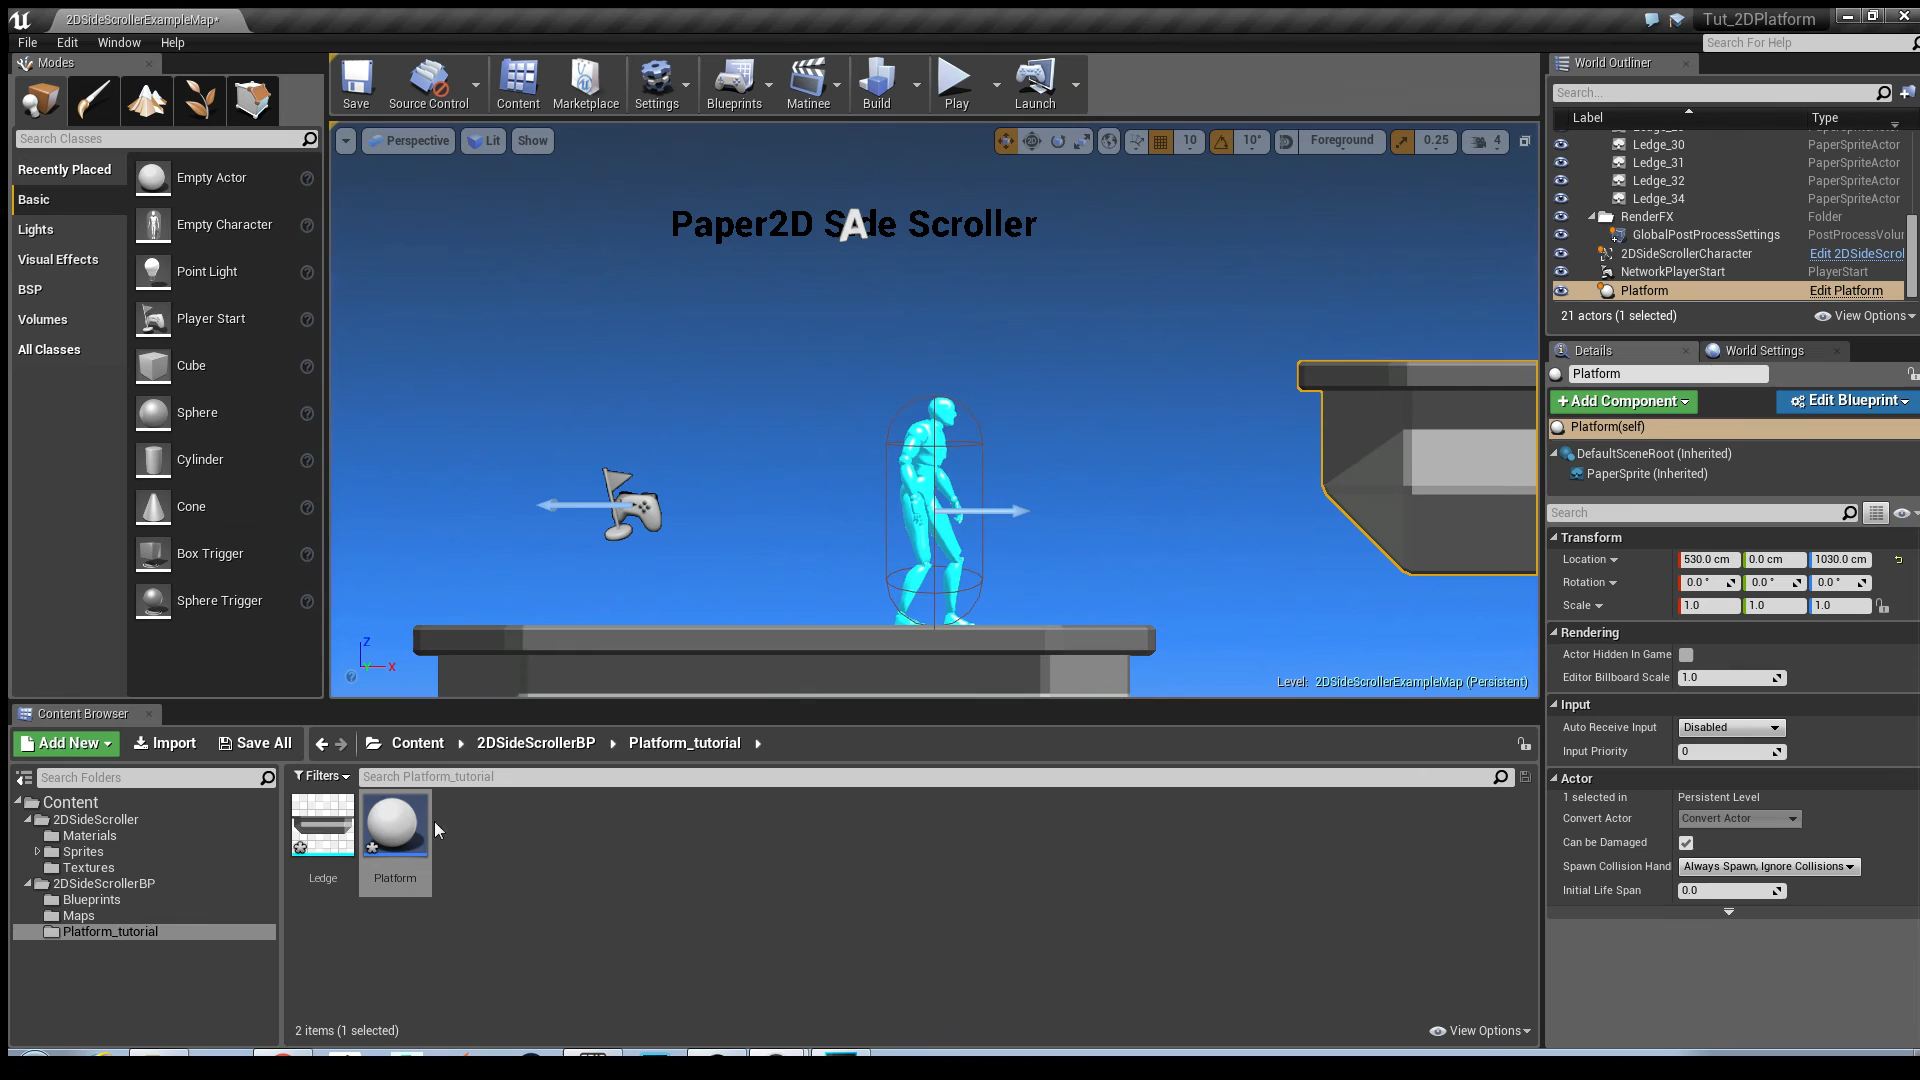 2DSideScrollerExampleMap*
Tut_2DPlatform
File Edit Window Help
Search For Help
Modes
Save Source Control Content Marketplace Settings Blueprints Matinee Build Play Launch
Search Classes
Recently Placed
Basic
Lights
Visual Effects
BSP
Volumes
All Classes
Empty Actor
Empty Character
Point Light
Player Start
Cube
Sphere
Cylinder
Cone
Box Trigger
Sphere Trigger
Perspective Lit Show
10 10° Foreground 0.25 4
Paper2D S de Scroller
Z
X
Level: 2DSideScrollerExampleMap (Persistent)
World Outliner
Search...
Label Type
Ledge_30 PaperSpriteActor
Ledge_31 PaperSpriteActor
Ledge_32 PaperSpriteActor
Ledge_34 PaperSpriteActor
RenderFX Folder
GlobalPostProcessSettings PostProcessVolur
2DSideScrollerCharacter Edit 2DSideScrol
NetworkPlayerStart PlayerStart
Platform Edit Platform
21 actors (1 selected) View Options
Details World Settings
Platform
+ Add Component Edit Blueprint
Platform(self)
DefaultSceneRoot (Inherited)
PaperSprite (Inherited)
Search
Transform
Location 530.0 cm 0.0 cm 1030.0 cm
Rotation 0.0 ° 0.0 ° 0.0 °
Scale 1.0 1.0 1.0
Rendering
Actor Hidden In Game
Editor Billboard Scale 1.0
Input
Auto Receive Input Disabled
Input Priority 0
Actor
1 selected in Persistent Level
Convert Actor Convert Actor
Can be Damaged
Spawn Collision Hand Always Spawn, Ignore Collisions
Initial Life Span 0.0
Content Browser
Add New Import Save All Content 2DSideScrollerBP Platform_tutorial
Search Folders
Filters Search Platform_tutorial
Content
2DSideScroller
Materials
Sprites
Textures
2DSideScrollerBP
Blueprints
Maps
Platform_tutorial
Ledge Platform
2 items (1 selected) View Options